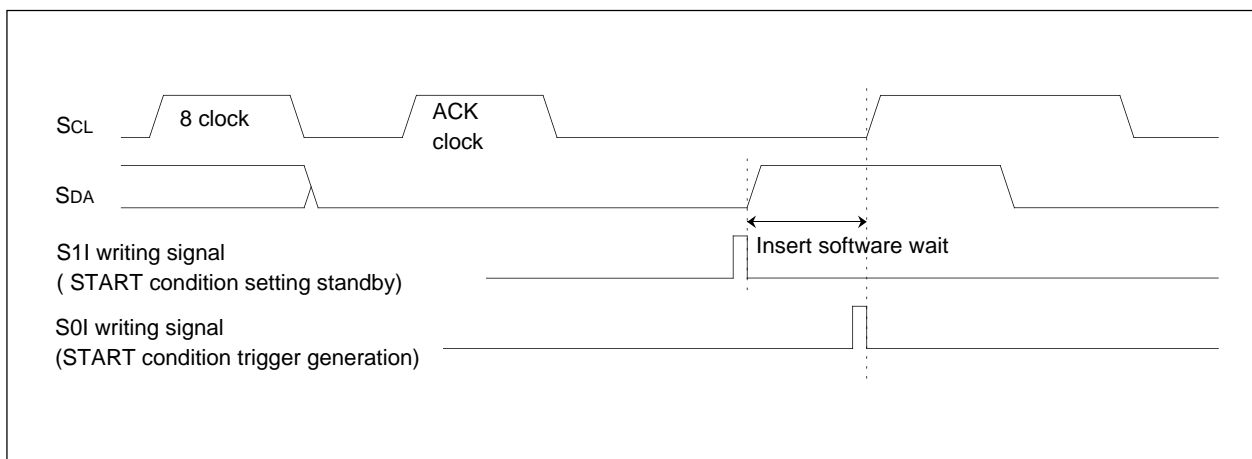 SCL
8 clock
ACK
clock
SDA
Insert software wait
S1I writing signal
( START condition setting standby)
S0I writing signal
(START condition trigger generation)